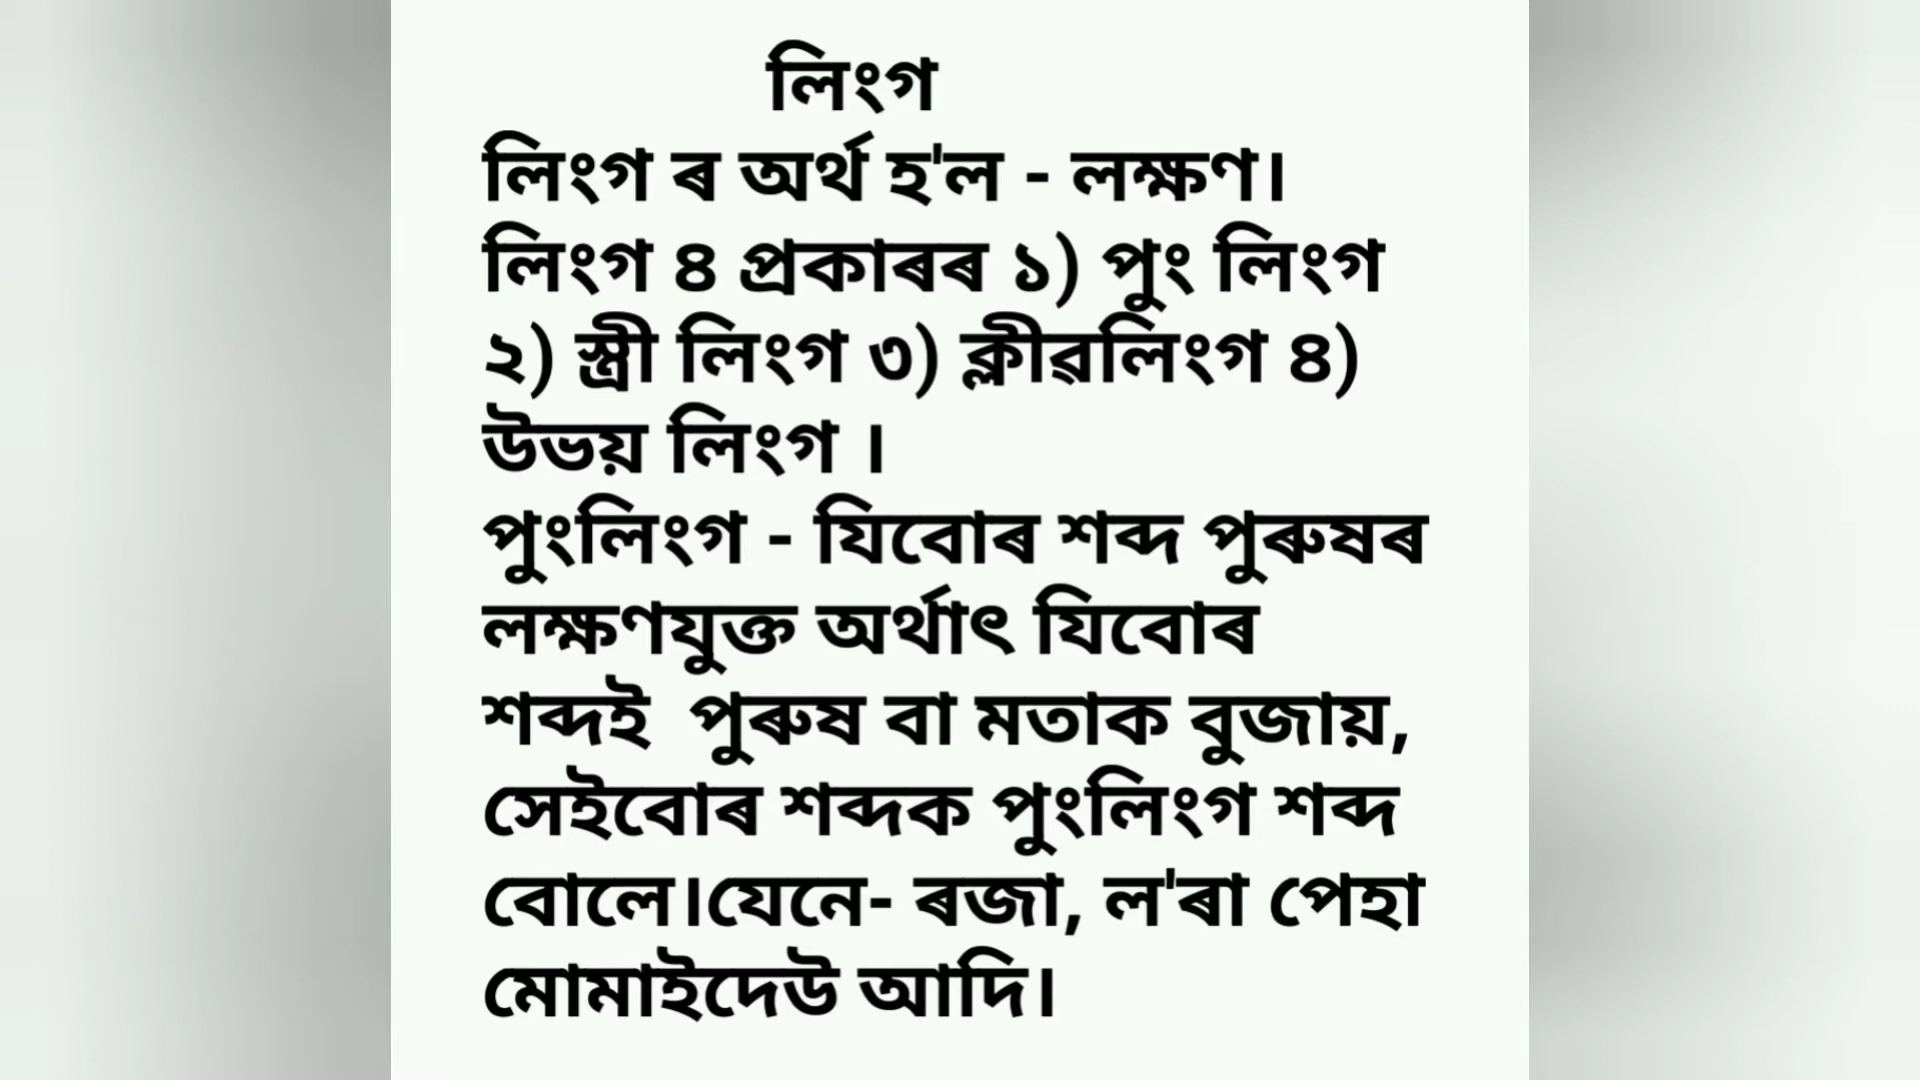 লিংগ
লিংগ ৰ অৰ্থ হ'ল - লক্ষণ।
লিংগ ৪ প্ৰকাৰৰ ১) পুং লিংগ
২) স্ত্ৰী লিংগ ৩) ক্লীৱলিংগ ৪)
উভয় লিংগ ।
পুংলিংগ - যিবোৰ শব্দ পুৰুষৰ
লক্ষণযুক্ত অৰ্থাৎ যিবোৰ
শব্দই  পুৰুষ বা মতাক বুজায়,
সেইবোৰ শব্দক পুংলিংগ শব্দ
বোলে।যেনে- ৰজা, ল'ৰা পেহা
মোমাইদেউ আদি।